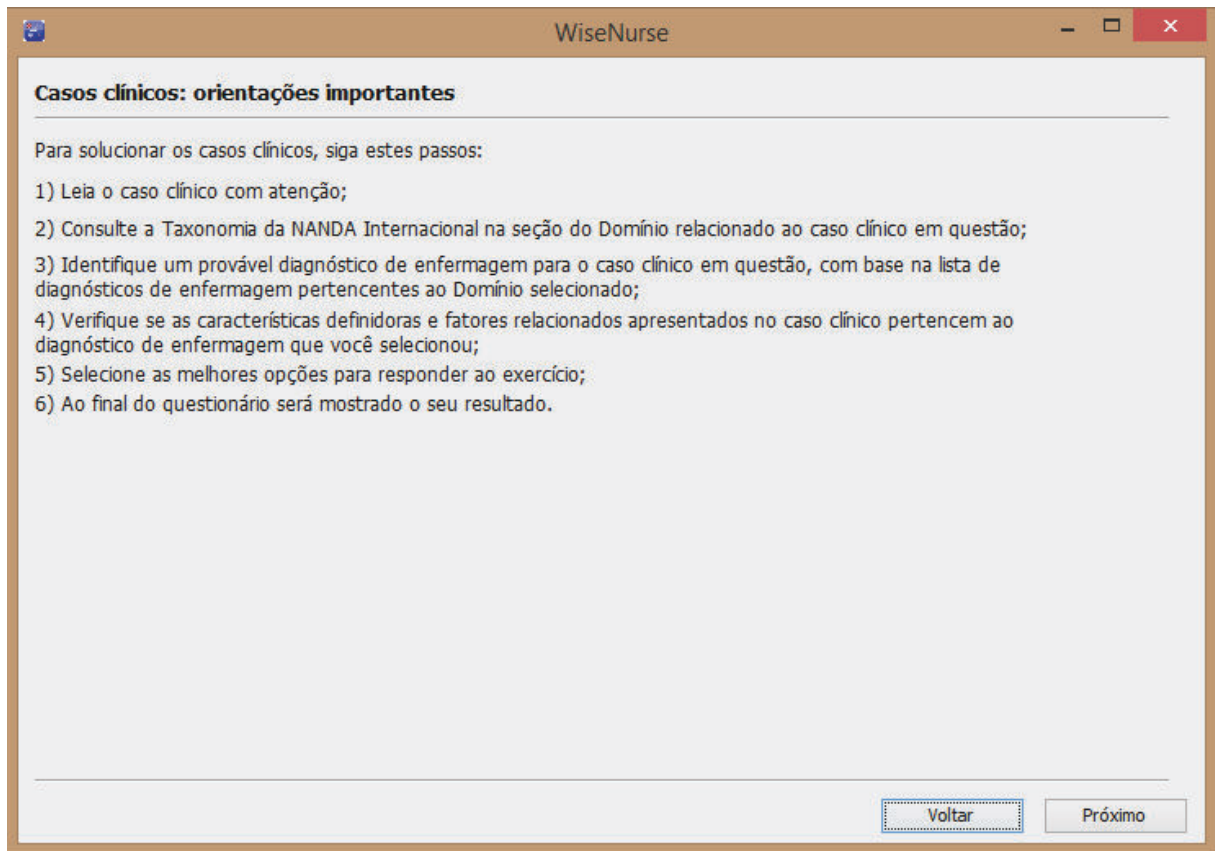 WiseNurse
Casos clínicos: orientações importantes
Para solucionar os casos clínicos, siga estes passos:
1) Leia o caso clínico com atenção;
2) Consulte a Taxonomia da NANDA Internacional na seção do Domínio relacionado ao caso clínico em questão;
3) Identifique um provável diagnóstico de enfermagem para o caso clínico em questão, com base na lista de
diagnósticos de enfermagem pertencentes ao Domínio selecionado;
4) Verifique se as características definidoras e fatores relacionados apresentados no caso clínico pertencem ao
diagnóstico de enfermagem que você selecionou;
5) Selecione as melhores opções para responder ao exercício;
6) Ao final do questionário será mostrado o seu resultado.
Voltar
Próximo